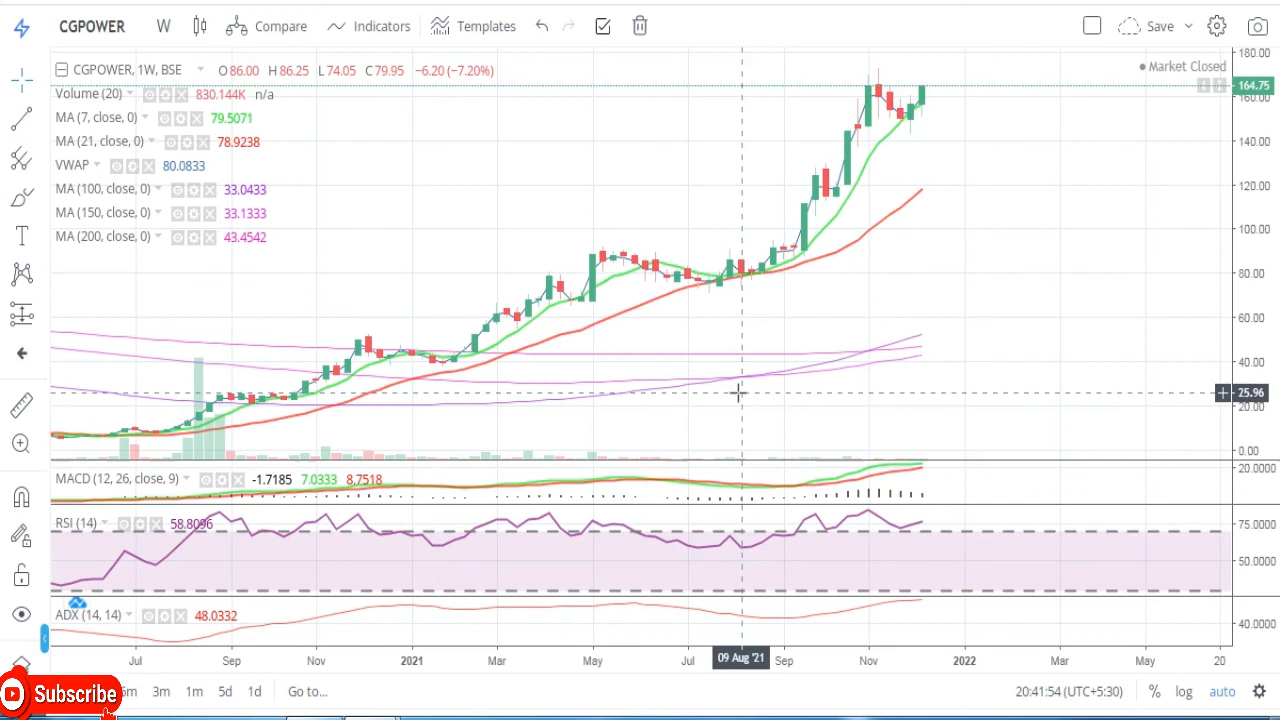 CGPOWER W Compare Indicators Templates Save
CGPOWER, 1W, BSE O86.00 H86.25 L74.05 C79.95 −6.20 (−7.20%)
Market Closed
Volume (20) 830.144K n/a
MA (7, close, 0) 79.5071
MA (21, close, 0) 78.9238
VWAP 80.0833
MA (100, close, 0) 33.0433
MA (150, close, 0) 33.1333
MA (200, close, 0) 43.4542
180.00
164.75
160.00
140.00
120.00
100.00
80.00
60.00
40.00
25.96
20.00
0.00
MACD (12, 26, close, 9) -1.7185 7.0333 8.7518
20.0000
RSI (14) 58.8096
75.0000
50.0000
ADX (14, 14) 48.0332
40.0000
Jul Sep Nov 2021 Mar May Jul 09 Aug '21 Sep Nov 2022 Mar May 20
Subscribe
3m 1m 5d 1d Go to... 20:41:54 (UTC+5:30) % log auto